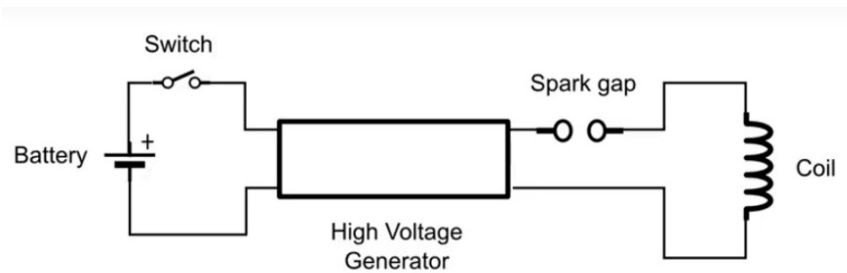 Switch
Spark gap
+
Battery
Coil
High Voltage
Generator